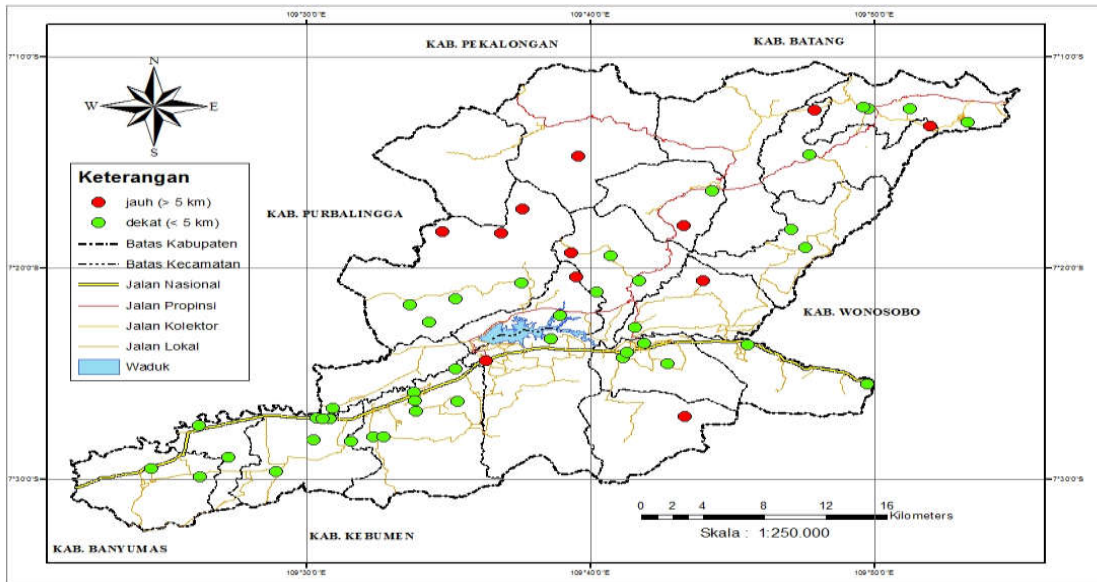 109°30'0"E 109°40'0"E 109°50'0"E
KAB. PEKALONGAN
KAB. BATANG
7°10'0"S 7°10'0"S
N
W E
S
Keterangan
jauh (> 5 km)
dekat (< 5 km)
Batas Kabupaten
Batas Kecamatan
Jalan Nasional
Jalan Propinsi
Jalan Kolektor
Jalan Lokal
Waduk
KAB. PURBALINGGA
7°20'0"S 7°20'0"S
KAB. WONOSOBO
7°30'0"S 7°30'0"S
0 2 4 8 12 16
Kilometers
Skala : 1:250.000
KAB. BANYUMAS
KAB. KEBUMEN
109°30'0"E 109°40'0"E 109°50'0"E